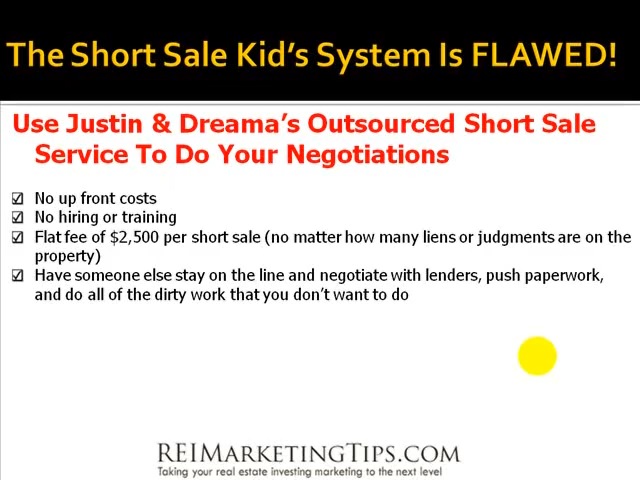 The Short Sale Kid's System Is FLAWED!
Use Justin & Dreama's Outsourced Short Sale
Service To Do Your Negotiations
No up front costs
No hiring or training
Flat fee of $2,500 per short sale (no matter how many liens or judgments are on the
property)
Have someone else stay on the line and negotiate with lenders, push paperwork,
and do all of the dirty work that you don't want to do
REIMARKETINGTIPS.COM
Taking your real estate investing marketing to the next level